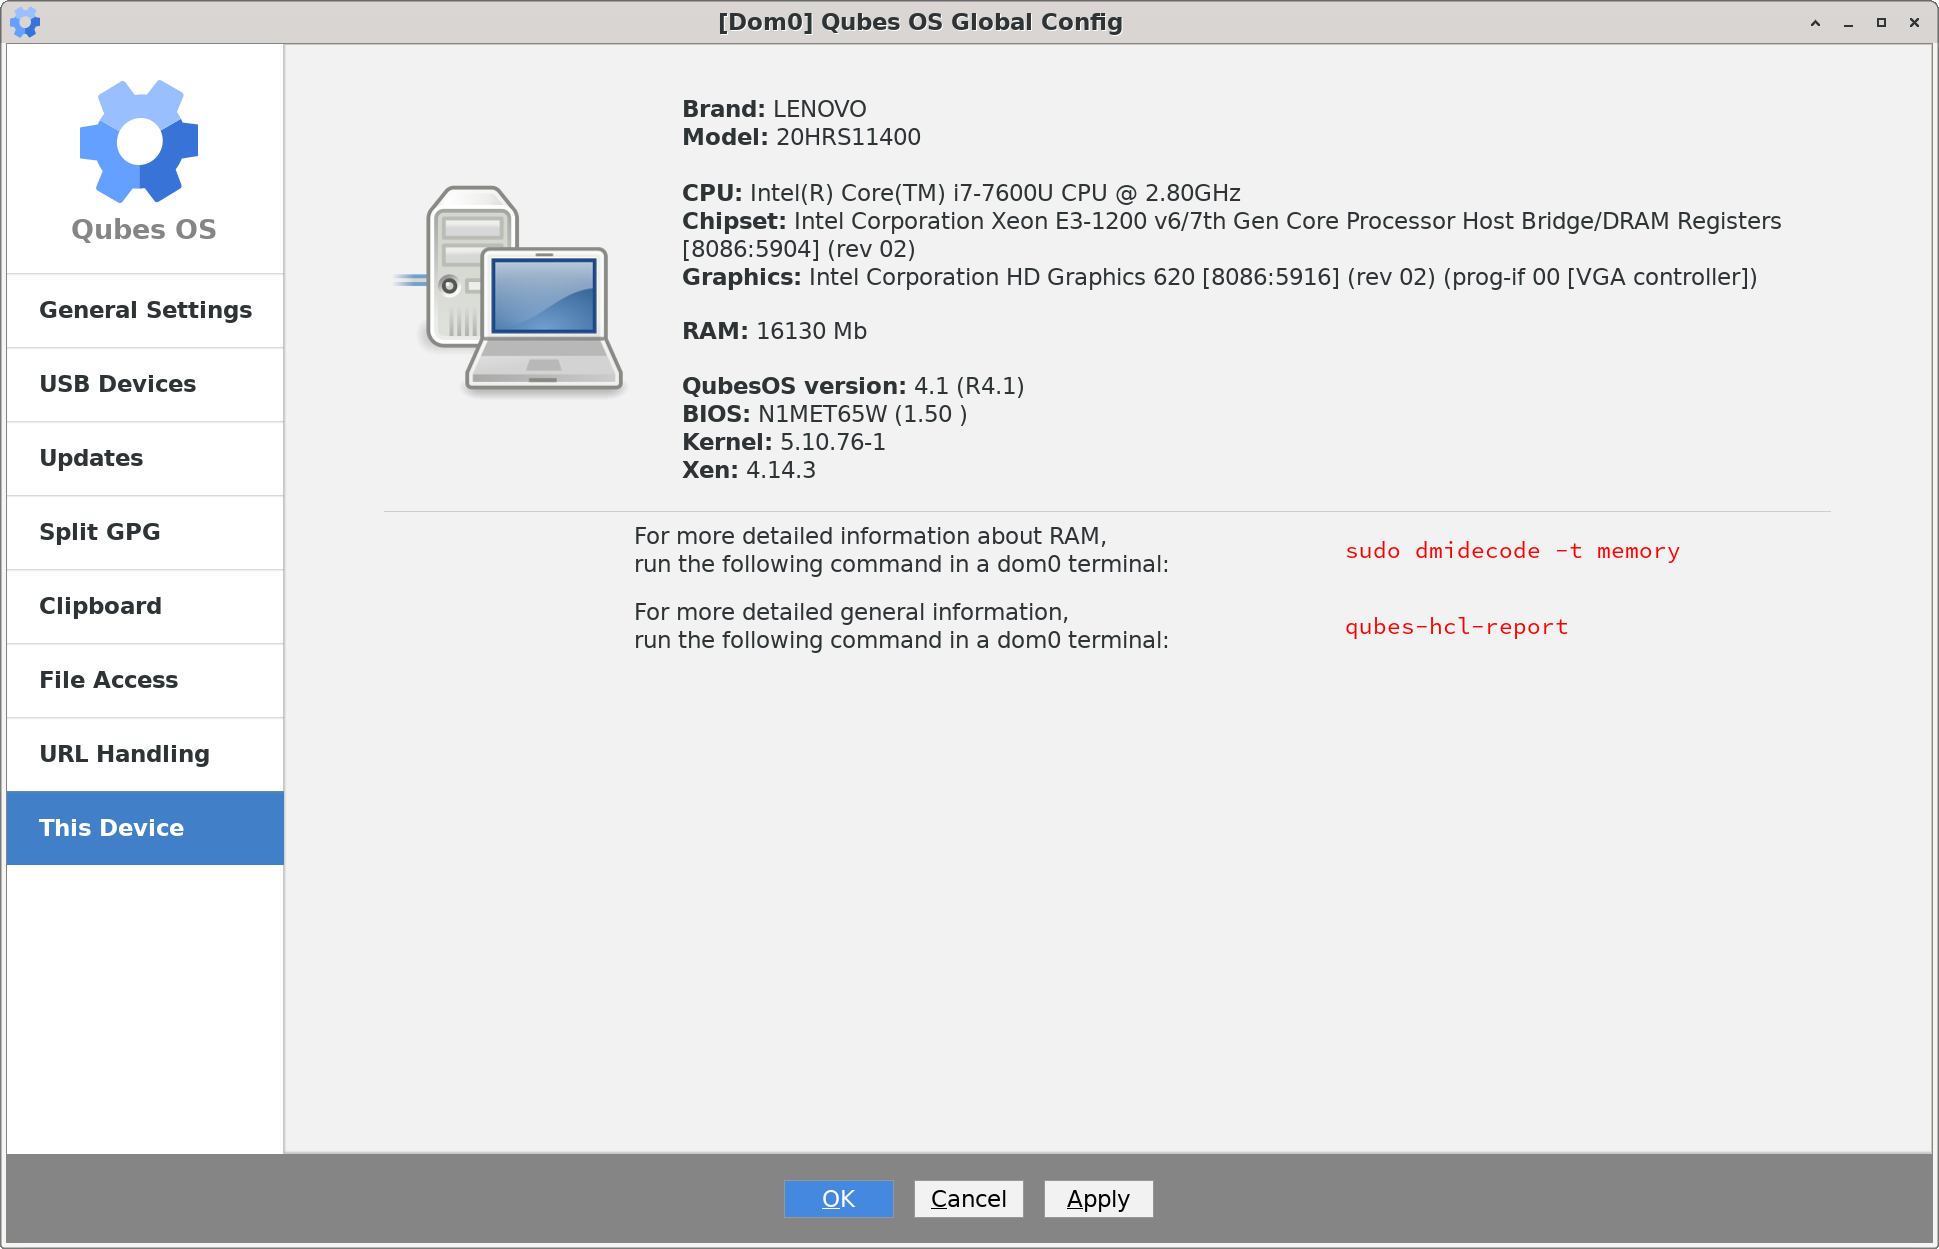 [Dom0] Qubes OS Global Config
Qubes OS
General Settings
USB Devices
Updates
Split GPG
Clipboard
File Access
URL Handling
This Device
Brand: LENOVO
Model: 20HRS11400
CPU: Intel(R) Core(TM) i7-7600U CPU @ 2.80GHz
Chipset: Intel Corporation Xeon E3-1200 v6/7th Gen Core Processor Host Bridge/DRAM Registers
[8086:5904] (rev 02)
Graphics: Intel Corporation HD Graphics 620 [8086:5916] (rev 02) (prog-if 00 [VGA controller])
RAM: 16130 Mb
QubesOS version: 4.1 (R4.1)
BIOS: N1MET65W (1.50 )
Kernel: 5.10.76-1
Xen: 4.14.3
For more detailed information about RAM,
run the following command in a dom0 terminal:
sudo dmidecode -t memory
For more detailed general information,
run the following command in a dom0 terminal:
qubes-hcl-report
OK
Cancel
Apply